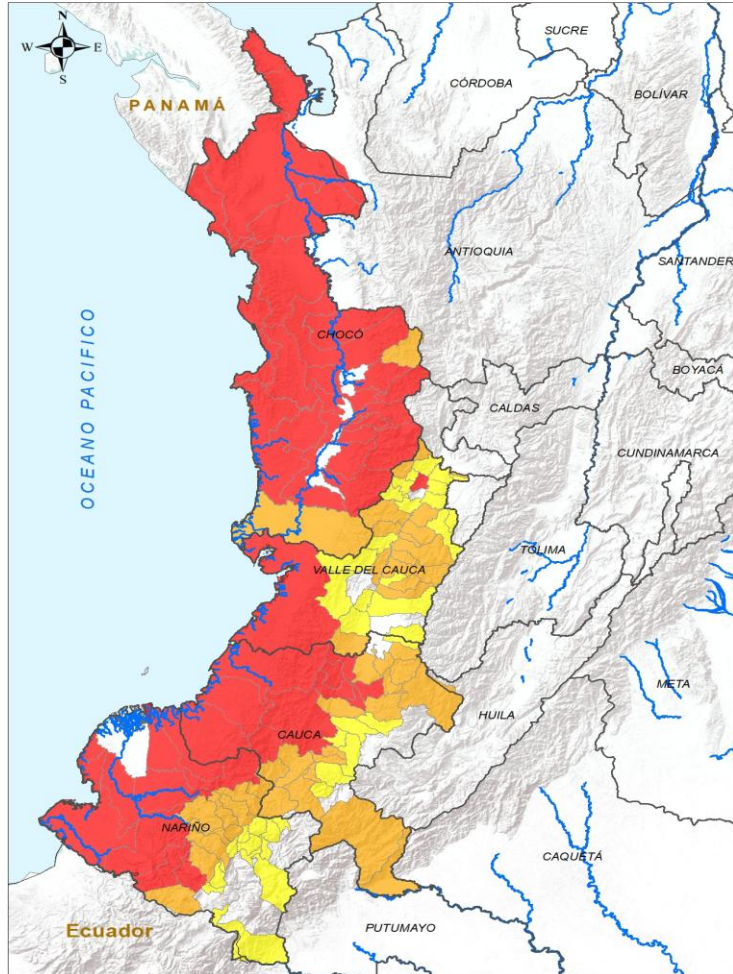 N
W E
S
PANAMÁ
SUCRE
CÓRDOBA
BOLÍVAR
ANTIOQUIA
SANTANDER
OCEANO PACIFICO
CHOCÓ
BOYACÁ
CALDAS
CUNDINAMARCA
TOLIMA
VALLE DEL CAUCA
META
HUILA
CAUCA
NARIÑO
CAQUETÁ
Ecuador
PUTUMAYO